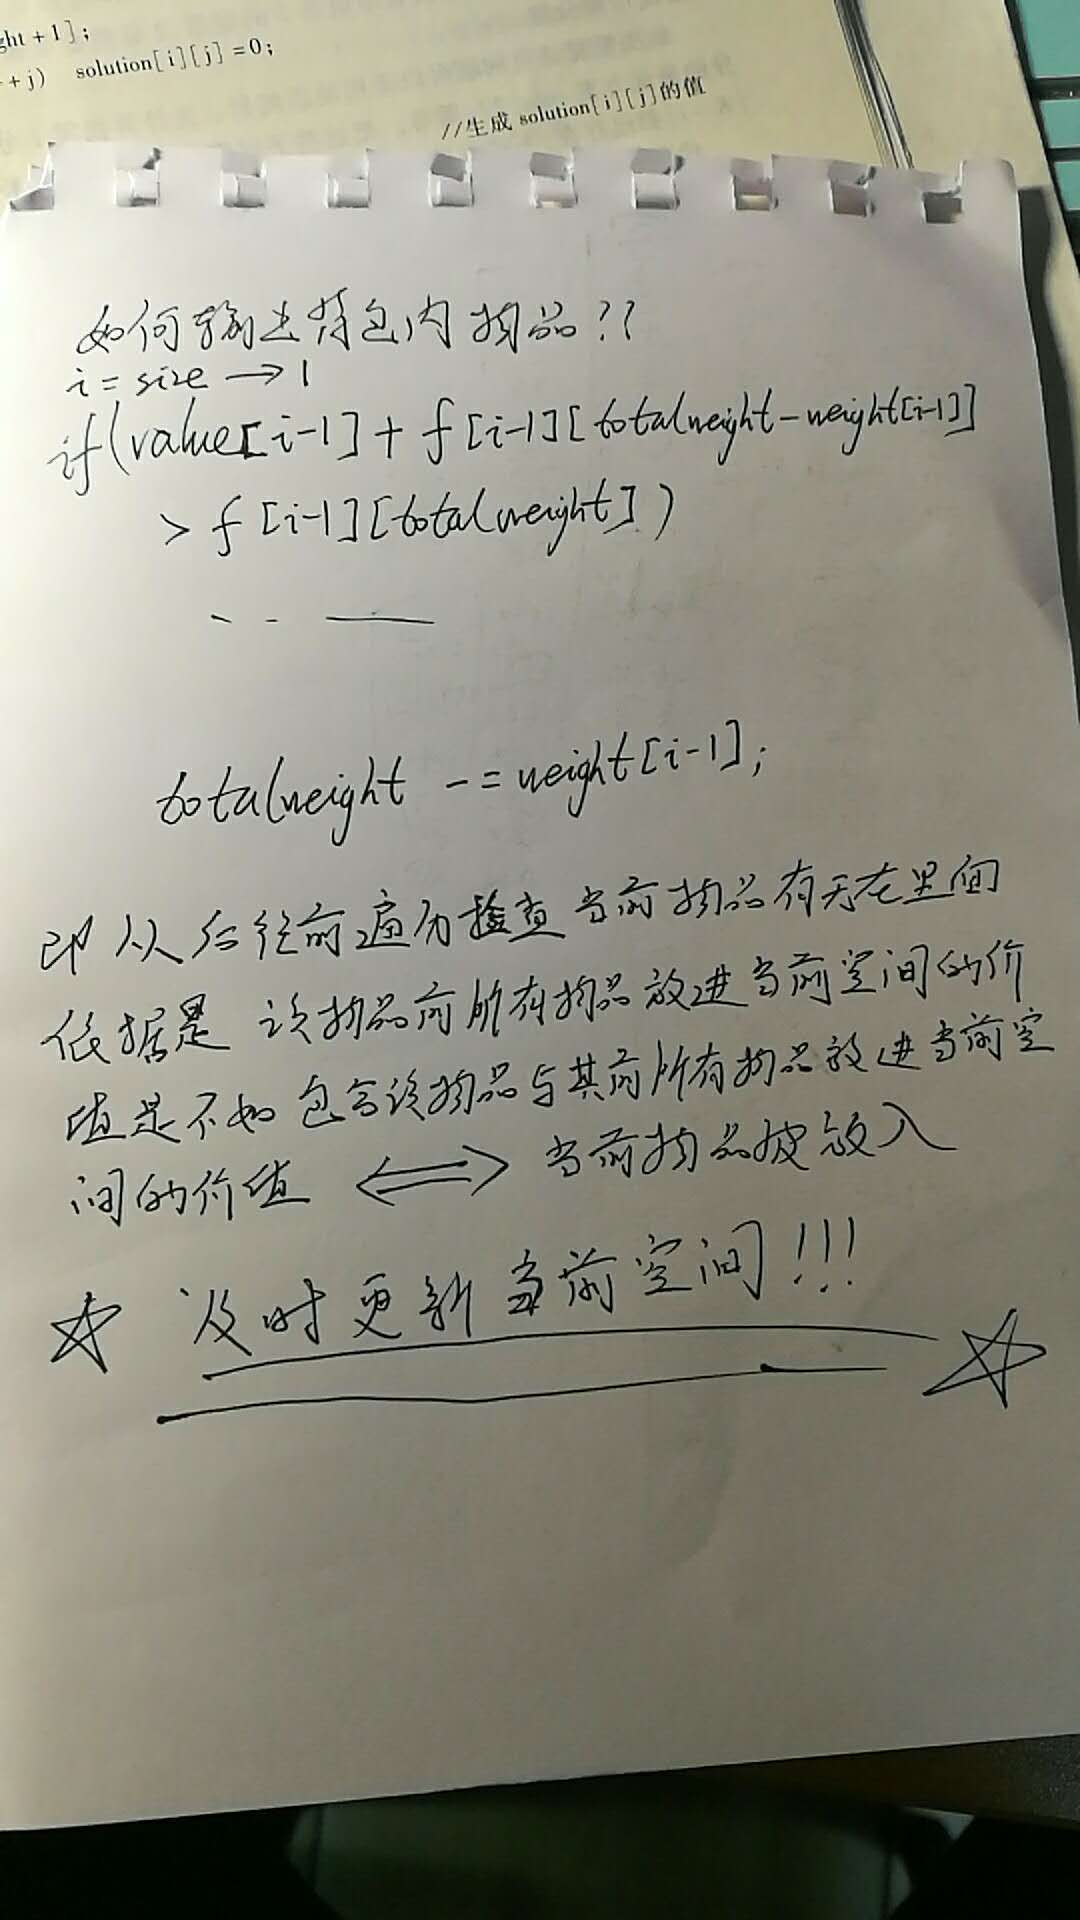 ght + 1];
+ j) solution[i][j] = 0;
//生成 solution[i][j]的值
如何输出背包内物品??
i = size → 1
if(value[i-1] + f[i-1][totalweight-weight[i-1]]
> f[i-1][totalweight])
totalweight -= weight[i-1];
即从后往前遍历检查当前物品有无在里面
依据是 该物品前所有物品放进当前空间的价
值是不如包含该物品与其前所有物品放进当前空
间的价值 ⟺ 当前物品被放入
☆ 及时更新当前空间!!! ☆